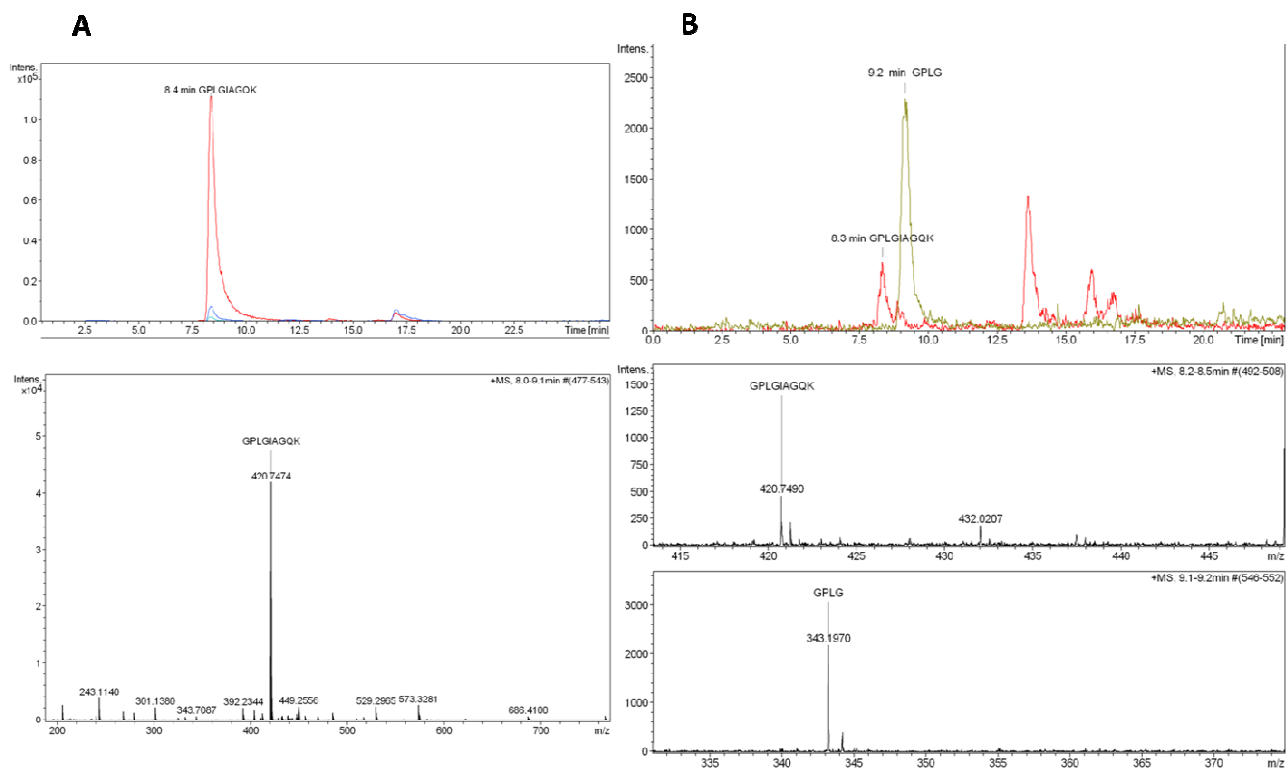 A
Intens.
x10⁵
8.4 min GPLGIAGQK
1.0
0.8
0.6
0.4
0.2
0.0
2.5 5.0 7.5 10.0 12.5 15.0 17.5 20.0 22.5 Time [min]
Intens.
x10⁴
+MS, 8.0-9.1min #(477-543)
GPLGIAGQK
420.7474
5
4
3
2
1
0
243.1140 301.1380 343.7087 392.2344 449.2556 529.2965 573.3281 686.4100
200 300 400 500 600 700 m/z
B
Intens.
9.2 min GPLG
8.3 min GPLGIAGQK
2500
2000
1500
1000
500
0
0.0 2.5 5.0 7.5 10.0 12.5 15.0 17.5 20.0 Time [min]
Intens.
+MS, 8.2-8.5min #(492-508)
GPLGIAGQK
420.7490
432.0207
1500
1250
1000
750
500
250
0
415 420 425 430 435 440 445 m/z
+MS, 9.1-9.2min #(546-552)
GPLG
343.1970
3000
2000
1000
0
335 340 345 350 355 360 365 370 m/z